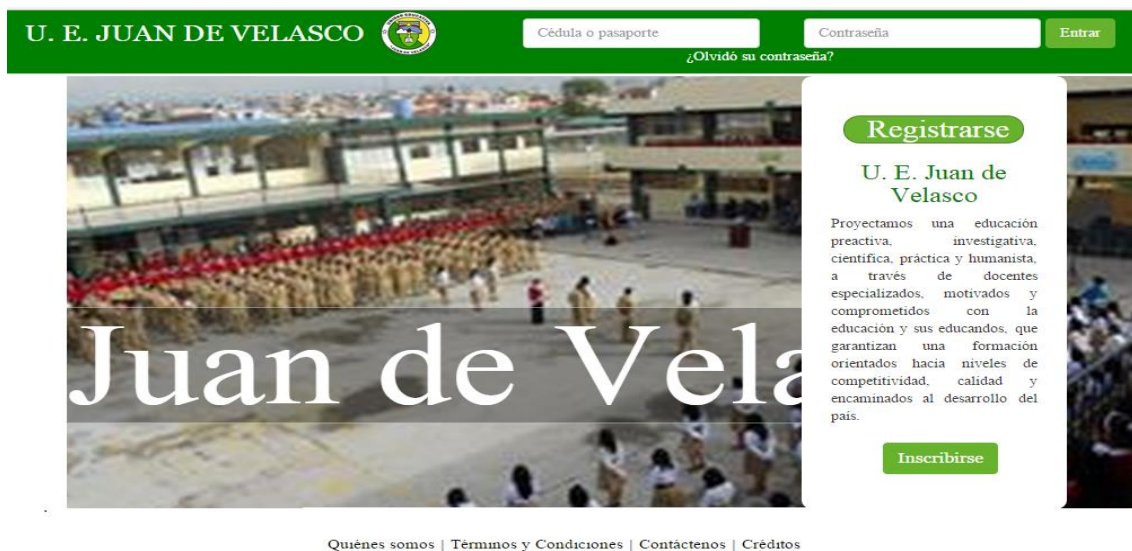 U. E. JUAN DE VELASCO
Cédula o pasaporte
Contraseña
Entrar
¿Olvidó su contraseña?
Juan de Vela
Registrarse
U. E. Juan de
Velasco
Proyectamos una educación
preactiva, investigativa,
científica, práctica y humanista,
a través de docentes
especializados, motivados y
comprometidos con la
educación y sus educandos, que
garantizan una formación
orientados hacia niveles de
competitividad, calidad y
encaminados al desarrollo del
país.
Inscribirse
Quiénes somos | Términos y Condiciones | Contáctenos | Créditos